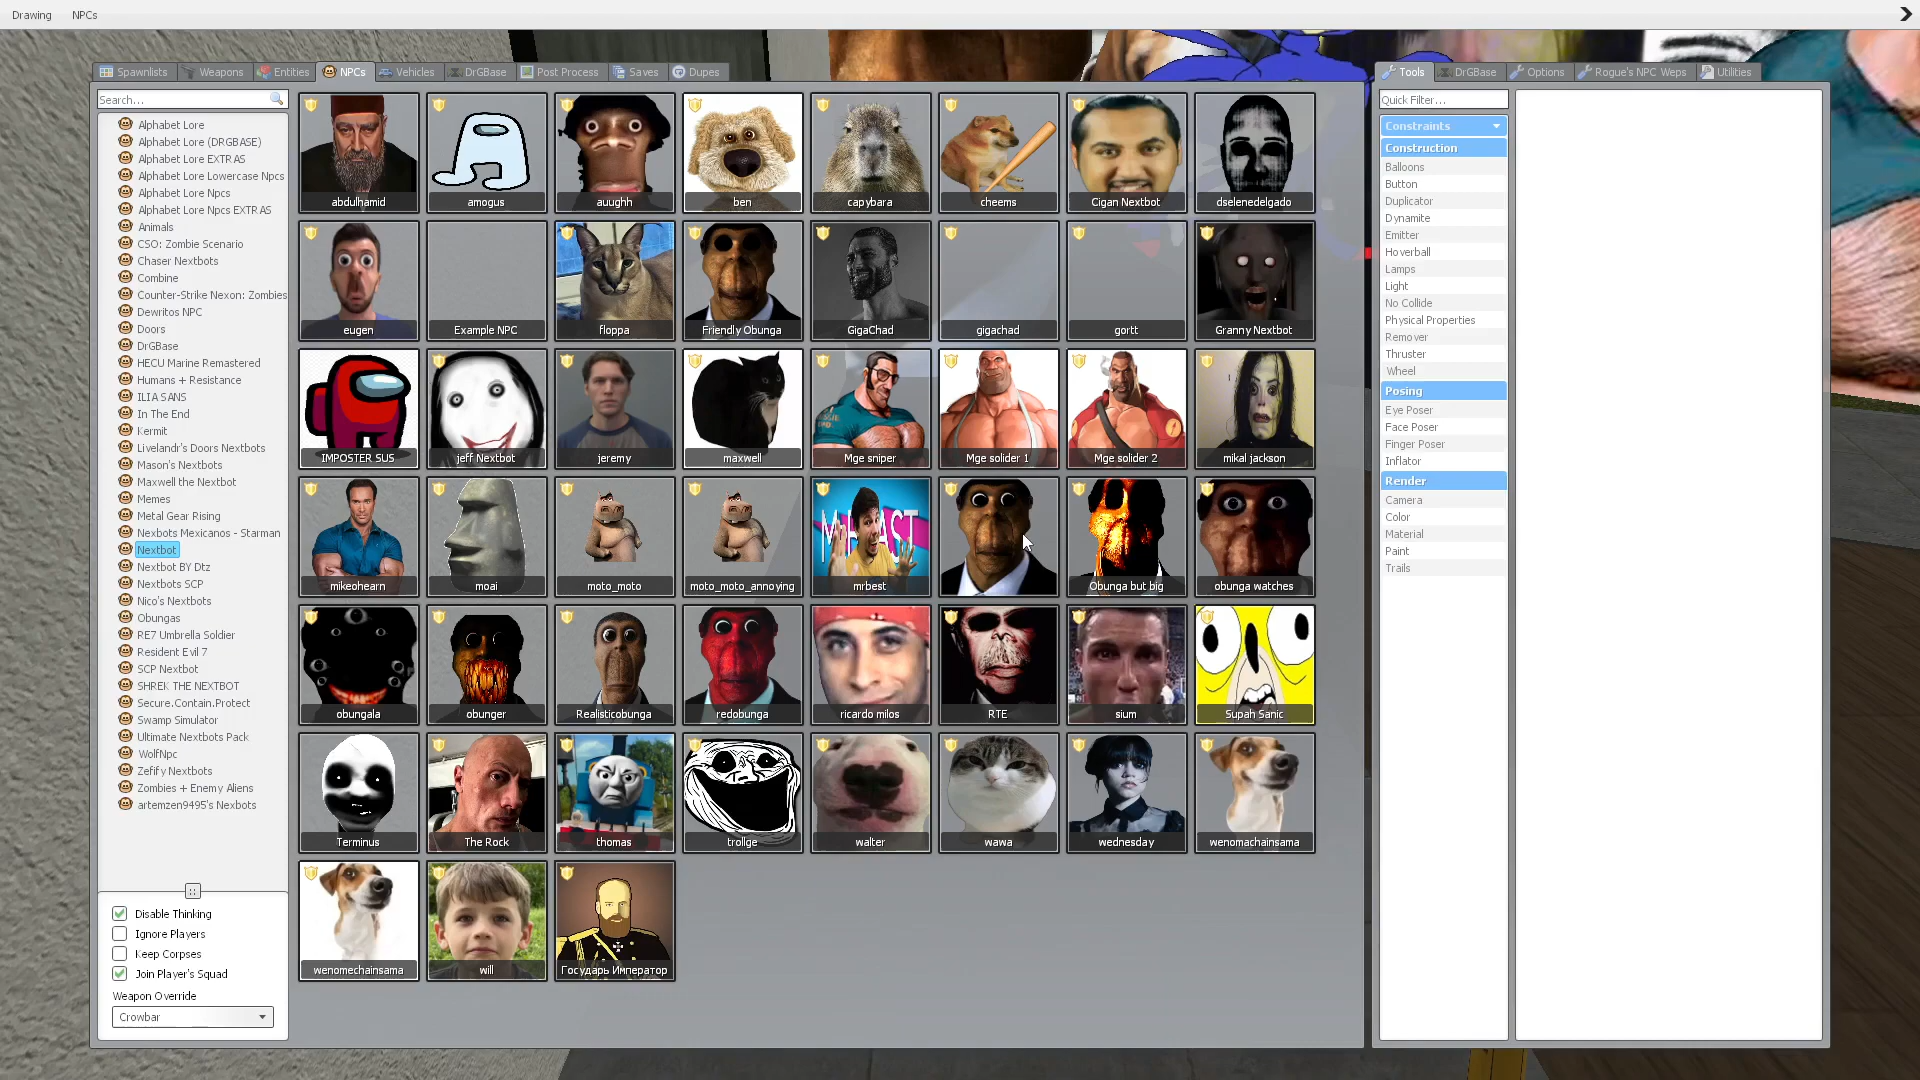 Drawing NPCs
Spawnlists Weapons Entities NPCs Vehicles DrGBase Post Process Saves Dupes
Tools DrGBase Options Rogue's NPC Weps Utilities
Search...
Alphabet Lore
Alphabet Lore (DRGBASE)
Alphabet Lore EXTRAS
Alphabet Lore Lowercase Npcs
Alphabet Lore Npcs
Alphabet Lore Npcs EXTRAS
Animals
CSO: Zombie Scenario
Chaser Nextbots
Combine
Counter-Strike Nexon: Zombies
Dewritos NPC
Doors
DrGBase
HECU Marine Remastered
Humans + Resistance
ILIA SANS
In The End
Kermit
Livelandr's Doors Nextbots
Mason's Nextbots
Maxwell the Nextbot
Memes
Metal Gear Rising
Nexbots Mexicanos - Starman
Nextbot
Nextbot BY Dtz
Nextbots SCP
Nico's Nextbots
Obungas
RE7 Umbrella Soldier
Resident Evil 7
SCP Nextbot
SHREK THE NEXTBOT
Secure.Contain.Protect
Swamp Simulator
Ultimate Nextbots Pack
WolfNpc
Zefify Nextbots
Zombies + Enemy Aliens
artemzen9495's Nexbots
Disable Thinking
Ignore Players
Keep Corpses
Join Player's Squad
Weapon Override
Crowbar
abdulhamid amogus auughh ben capybara cheems Cigan Nextbot dselenedelgado
eugen Example NPC floppa Friendly Obunga GigaChad gigachad gortt Granny Nextbot
IMPOSTER SUS jeff Nextbot jeremy maxwell Mge sniper Mge solider 1 Mge solider 2 mikal jackson
mikeohearn moai moto_moto moto_moto_annoying mrbest Obunga but big obunga watches
obungala obunger Realisticobunga redobunga ricardo milos RTE sium Supah Sanic
Terminus The Rock thomas trollge walter wawa wednesday wenomachainsama
wenomechainsama will Государь Император
Quick Filter...
Constraints
Construction
Balloons
Button
Duplicator
Dynamite
Emitter
Hoverball
Lamps
Light
No Collide
Physical Properties
Remover
Thruster
Wheel
Posing
Eye Poser
Face Poser
Finger Poser
Inflator
Render
Camera
Color
Material
Paint
Trails